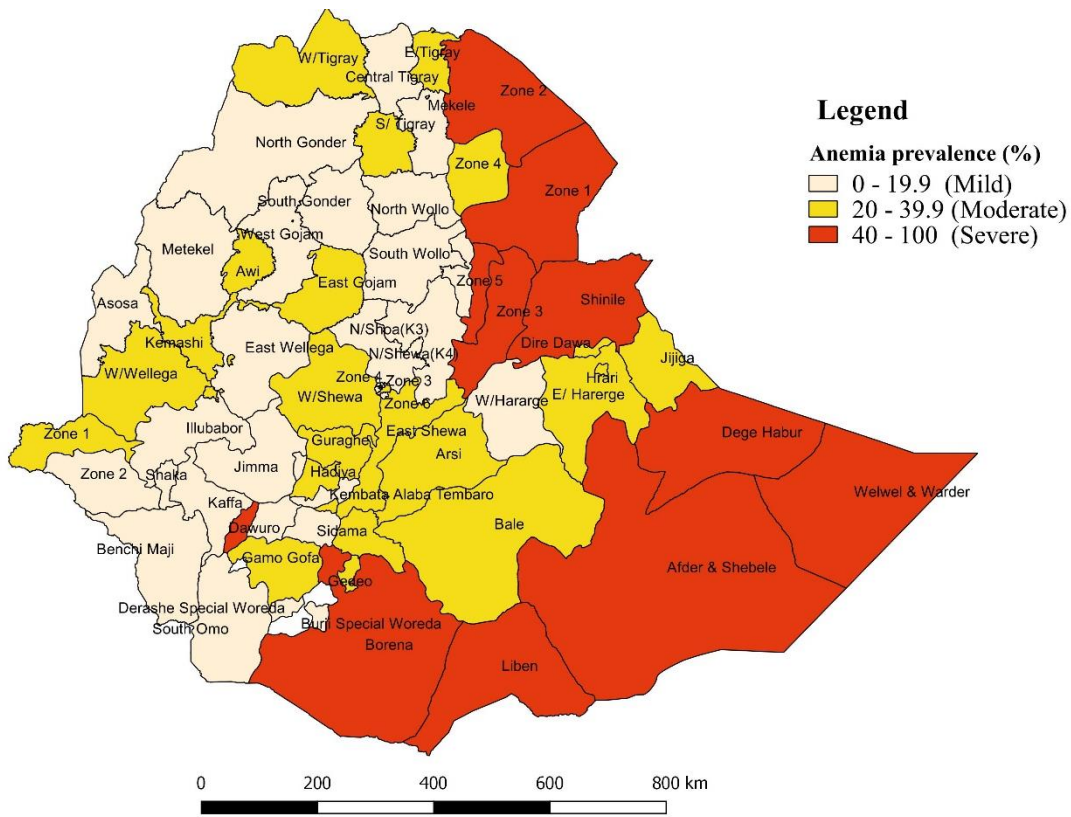 W/Tigray
E/Tigray
Central Tigray
Zone 2
Mekele
S/ Tigray
North Gonder
Zone 4
Zone 1
South Gonder
North Wollo
West Gojam
Metekel
South Wollo
Awi
East Gojam
Zone 5
Asosa
Shinile
Zone 3
N/Shoa(K3)
Kemashi
East Wellega
Dire Dawa
N/Shewa(K4)
Jijiga
W/Wellega
Zone 4
Zone 3
Hrari
W/Shewa
E/ Harerge
Zone 6
W/Hararge
Illubabor
East Shewa
Zone 1
Guraghe
Dege Habur
Arsi
Jimma
Zone 2
Shaka
Hadiya
Welwel & Warder
Kembata Alaba Tembaro
Kaffa
Bale
Dawuro
Sidama
Benchi Maji
Gamo Gofa
Afder & Shebele
Gedeo
Derashe Special Woreda
South Omo
Burji Special Woreda
Borena
Liben
Legend
Anemia prevalence (%)
0 - 19.9 (Mild)
20 - 39.9 (Moderate)
40 - 100 (Severe)
0 200 400 600 800 km